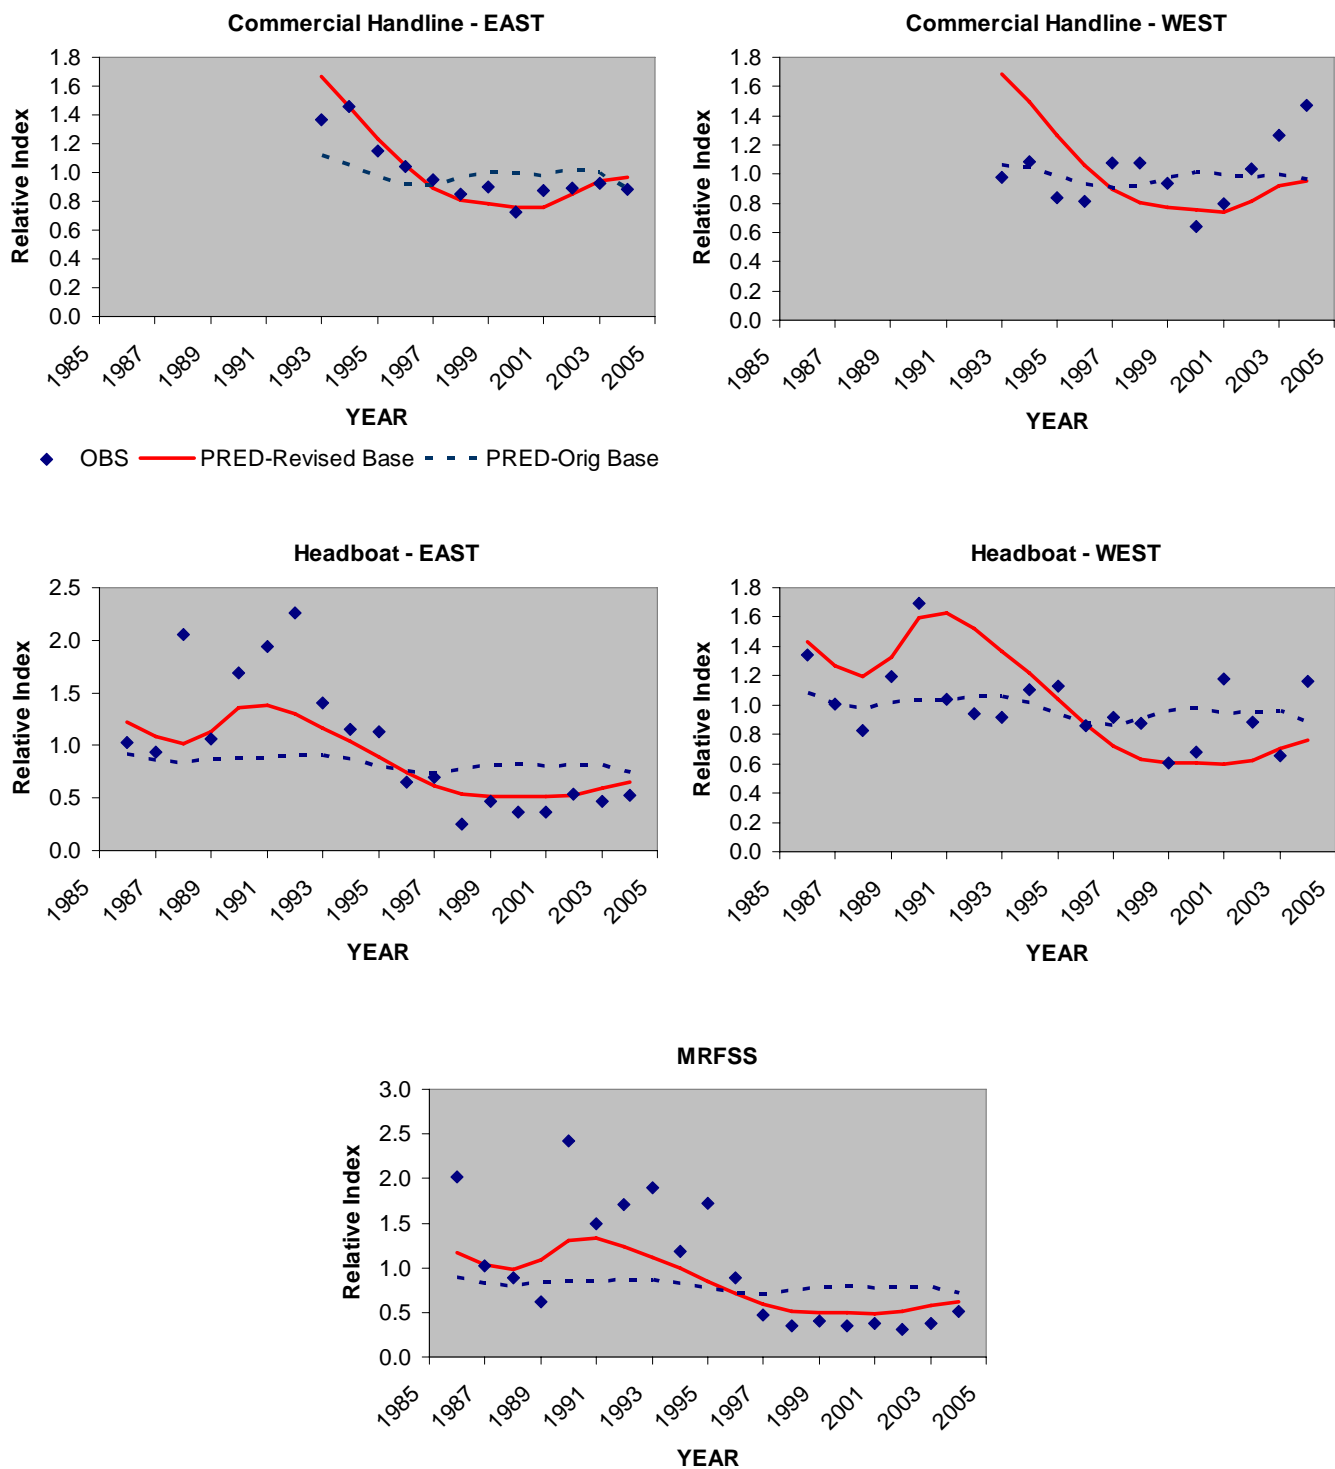 Commercial Handline - EAST
Relative Index
1.8
1.6
1.4
1.2
1.0
0.8
0.6
0.4
0.2
0.0
1985 1987 1989 1991 1993 1995 1997 1999 2001 2003 2005
YEAR
Commercial Handline - WEST
Relative Index
1.8
1.6
1.4
1.2
1.0
0.8
0.6
0.4
0.2
0.0
1985 1987 1989 1991 1993 1995 1997 1999 2001 2003 2005
YEAR
OBS PRED-Revised Base PRED-Orig Base
Headboat - EAST
Relative Index
2.5
2.0
1.5
1.0
0.5
0.0
1985 1987 1989 1991 1993 1995 1997 1999 2001 2003 2005
YEAR
Headboat - WEST
Relative Index
1.8
1.6
1.4
1.2
1.0
0.8
0.6
0.4
0.2
0.0
1985 1987 1989 1991 1993 1995 1997 1999 2001 2003 2005
YEAR
MRFSS
Relative Index
3.0
2.5
2.0
1.5
1.0
0.5
0.0
1985 1987 1989 1991 1993 1995 1997 1999 2001 2003 2005
YEAR